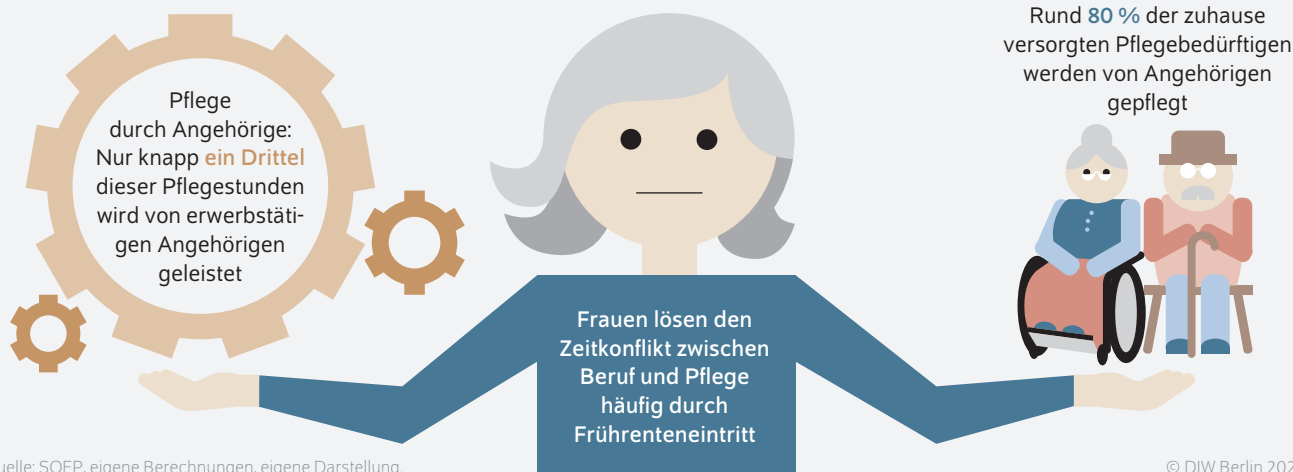 Pflege
durch Angehörige:
Nur knapp ein Drittel
dieser Pflegestunden
wird von erwerbstäti-
gen Angehörigen
geleistet
Frauen lösen den
Zeitkonflikt zwischen
Beruf und Pflege
häufig durch
Frührenteneintritt
Rund 80 % der zuhause
versorgten Pflegebedürftigen
werden von Angehörigen
gepflegt
uelle: SOEP, eigene Berechnungen, eigene Darstellung.
© DIW Berlin 202